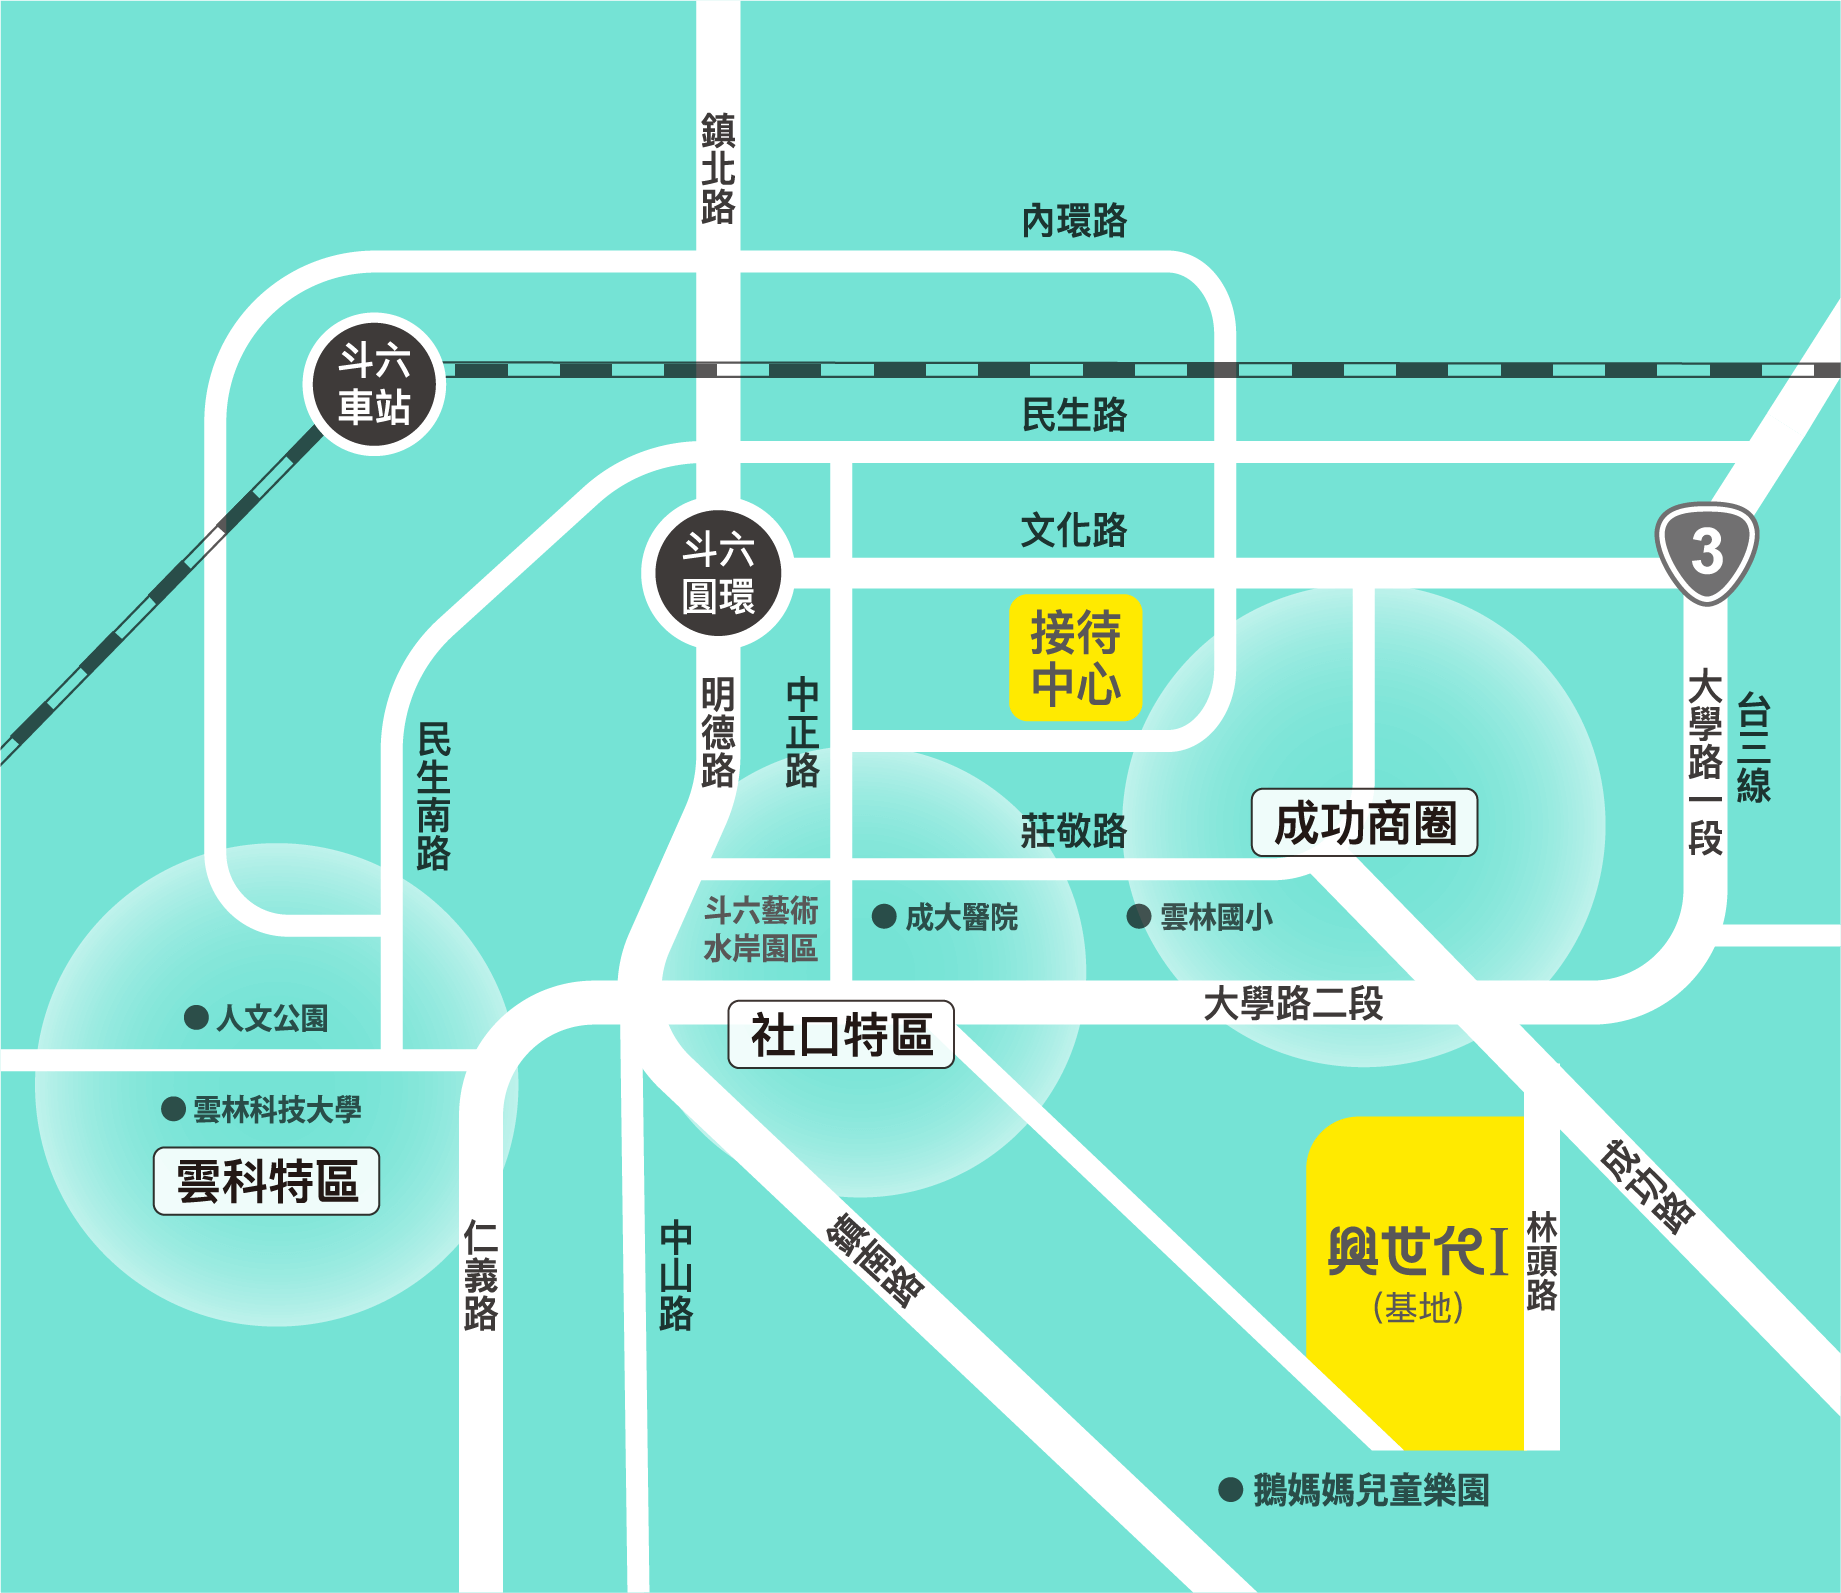 鎮北路
內環路
斗六
車站
民生路
文化路
斗六
圓環
3
接待
中心
明德路
中正路
大學路一段
台三線
民生南路
莊敬路
成功商圈
斗六藝術
水岸園區
成大醫院
雲林國小
大學路二段
人文公園
社口特區
雲林科技大學
雲科特區
成功路
仁義路
中山路
鎮南路
興世代I
(基地)
林頭路
鵝媽媽兒童樂園